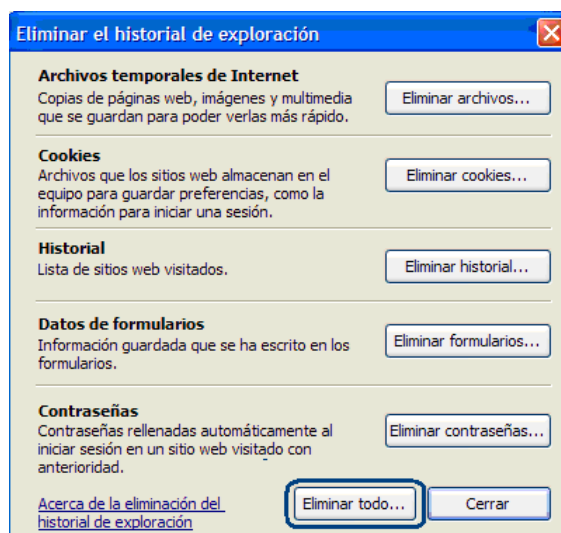 Eliminar el historial de exploración
Archivos temporales de Internet
Copias de páginas web, imágenes y multimedia
que se guardan para poder verlas más rápido.
Eliminar archivos...
Cookies
Archivos que los sitios web almacenan en el
equipo para guardar preferencias, como la
información para iniciar una sesión.
Eliminar cookies...
Historial
Lista de sitios web visitados.
Eliminar historial...
Datos de formularios
Información guardada que se ha escrito en los
formularios.
Eliminar formularios...
Contraseñas
Contraseñas rellenadas automáticamente al
iniciar sesión en un sitio web visitado con
anterioridad.
Eliminar contraseñas...
Acerca de la eliminación del
historial de exploración
Eliminar todo...
Cerrar